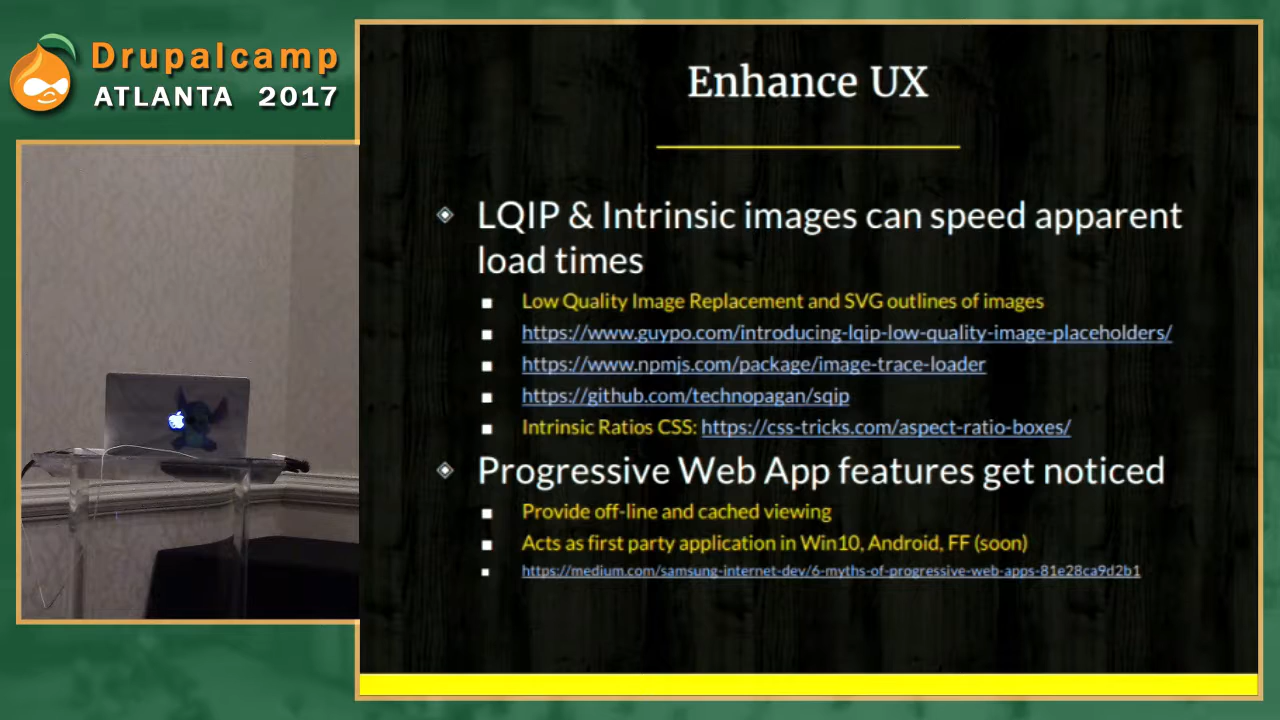 Drupalcamp
ATLANTA 2017
Enhance UX
LQIP & Intrinsic images can speed apparent
load times
Low Quality Image Replacement and SVG outlines of images
https://www.guypo.com/introducing-lqip-low-quality-image-placeholders/
https://www.npmjs.com/package/image-trace-loader
https://github.com/technopagan/sqip
Intrinsic Ratios CSS: https://css-tricks.com/aspect-ratio-boxes/
Progressive Web App features get noticed
Provide off-line and cached viewing
Acts as first party application in Win10, Android, FF (soon)
https://medium.com/samsung-internet-dev/6-myths-of-progressive-web-apps-81e28ca9d2b1